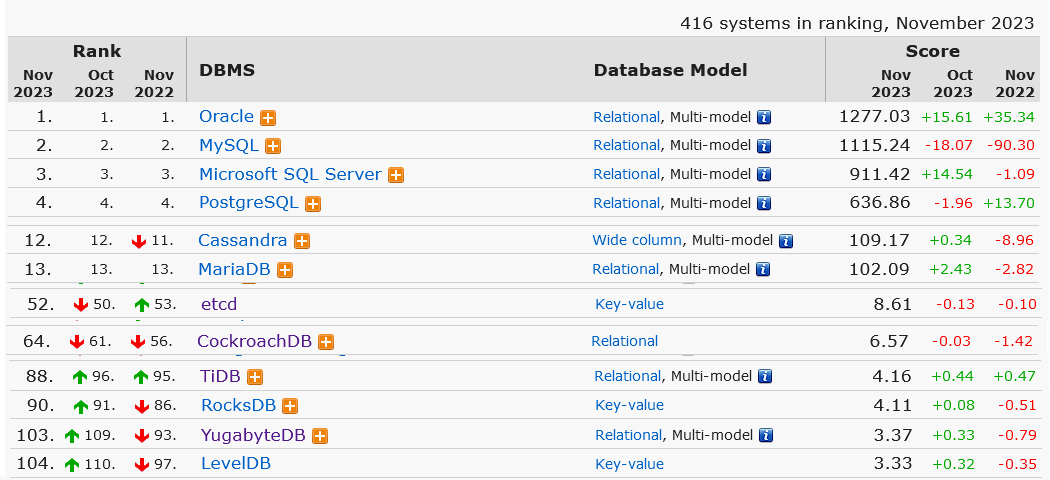 416 systems in ranking, November 2023
Rank DBMS Database Model Score
Nov 2023 Oct 2023 Nov 2022 Nov 2023 Oct 2023 Nov 2022
1. 1. 1. Oracle Relational, Multi-model 1277.03 +15.61 +35.34
2. 2. 2. MySQL Relational, Multi-model 1115.24 -18.07 -90.30
3. 3. 3. Microsoft SQL Server Relational, Multi-model 911.42 +14.54 -1.09
4. 4. 4. PostgreSQL Relational, Multi-model 636.86 -1.96 +13.70
12. 12. 11. Cassandra Wide column, Multi-model 109.17 +0.34 -8.96
13. 13. 13. MariaDB Relational, Multi-model 102.09 +2.43 -2.82
52. 50. 53. etcd Key-value 8.61 -0.13 -0.10
64. 61. 56. CockroachDB Relational 6.57 -0.03 -1.42
88. 96. 95. TiDB Relational, Multi-model 4.16 +0.44 +0.47
90. 91. 86. RocksDB Key-value 4.11 +0.08 -0.51
103. 109. 93. YugabyteDB Relational, Multi-model 3.37 +0.33 -0.79
104. 110. 97. LevelDB Key-value 3.33 +0.32 -0.35